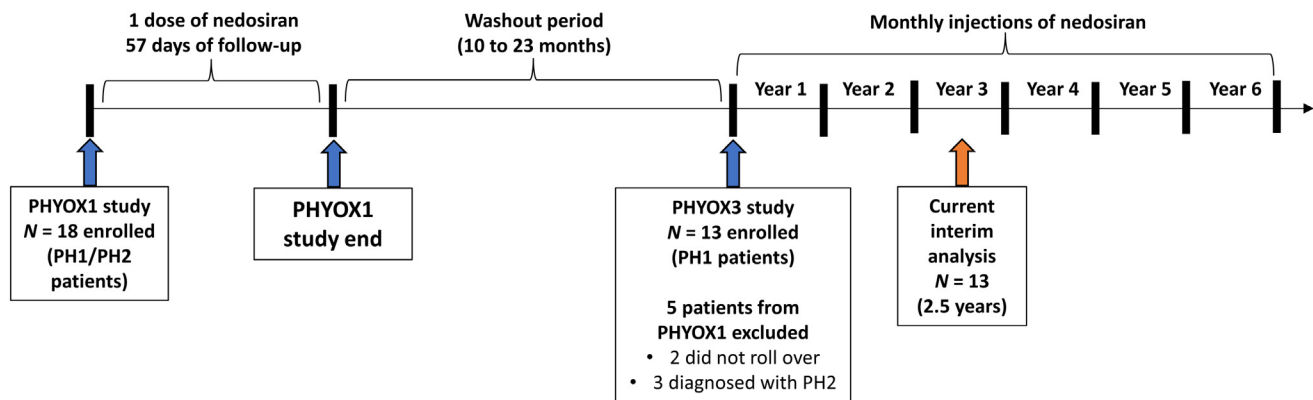 1 dose of nedosiran
57 days of follow-up
Washout period
(10 to 23 months)
Monthly injections of nedosiran
Year 1
Year 2
Year 3
Year 4
Year 5
Year 6
PHYOX1 study
N = 18 enrolled
(PH1/PH2
patients)
PHYOX1
study end
PHYOX3 study
N = 13 enrolled
(PH1 patients)
5 patients from
PHYOX1 excluded
• 2 did not roll over
• 3 diagnosed with PH2
Current
interim
analysis
N = 13
(2.5 years)